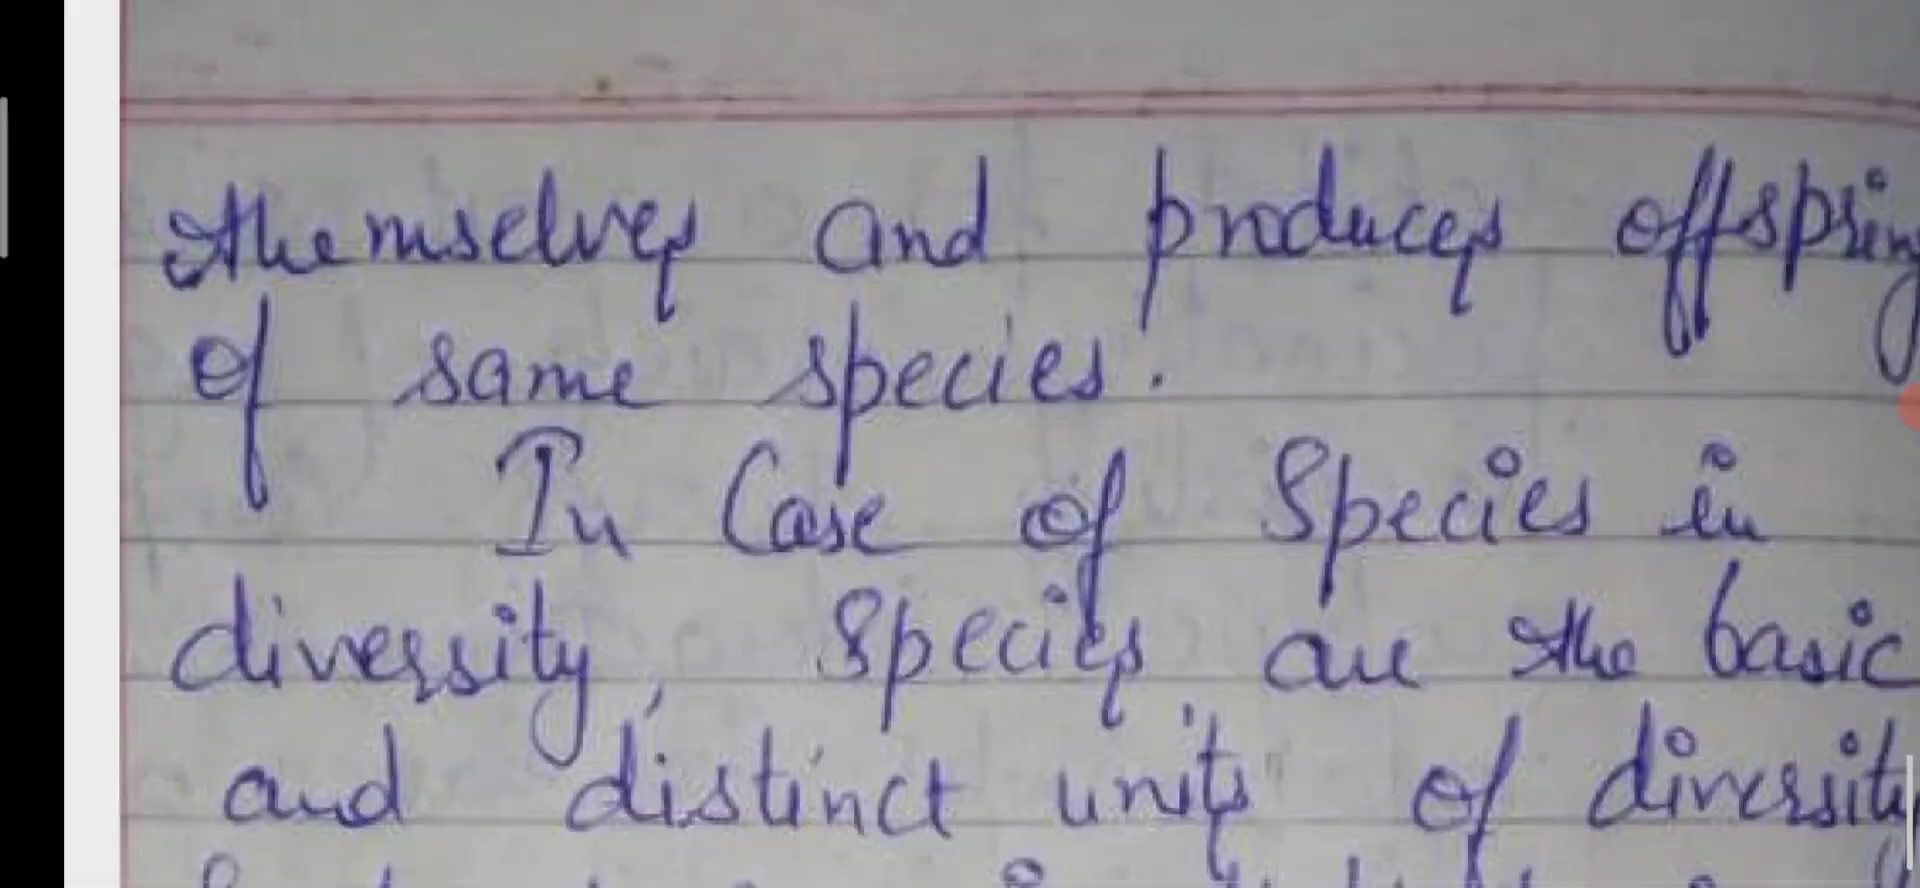 themselves and produces offspring
of same species.
In Case of Species in
diversity, Species are the basic
and distinct units of diversity